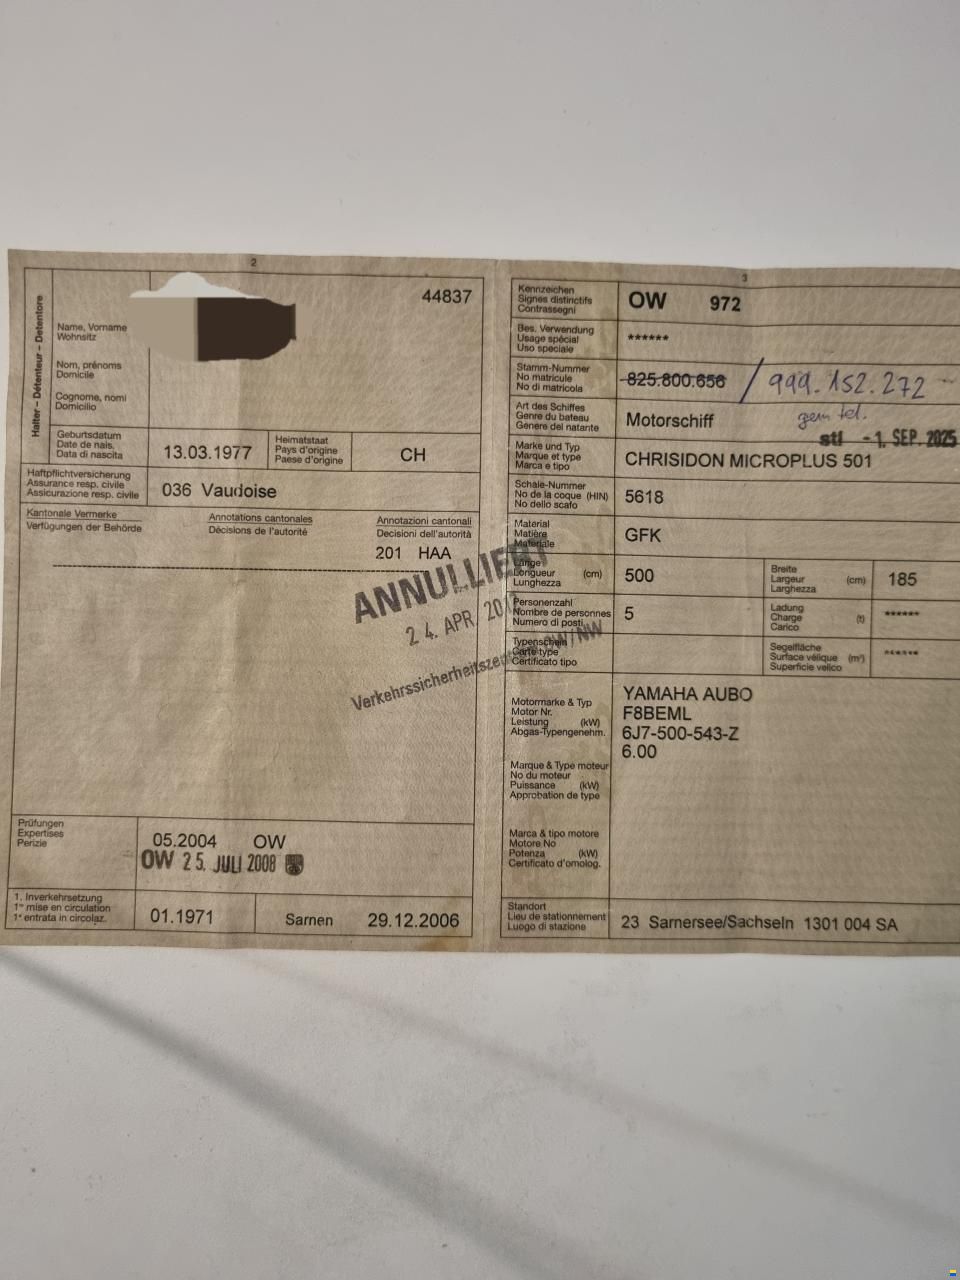 2
Halter – Détenteur – Detentore
44837
Name, Vorname
Wohnsitz
Nom, prénoms
Domicile
Cognome, nomi
Domicilio
Geburtsdatum
Date de nais.
Data di nascita
13.03.1977
Heimatstaat
Pays d'origine
Paese d'origine
CH
Haftpflichtversicherung
Assurance resp. civile
Assicurazione resp. civile
036 Vaudoise
Kantonale Vermerke
Verfügungen der Behörde
Annotations cantonales
Décisions de l'autorité
Annotazioni cantonali
Decisioni dell'autorità
201 HAA
ANNULLIERT
24. APR. 201
Verkehrssicherheitszentrum OW/NW
Prüfungen
Expertises
Perizie
05.2004 OW
OW 25. JULI 2008
1. Inverkehrsetzung
1re mise en circulation
1a entrata in circolaz.
01.1971
Sarnen 29.12.2006
3
Kennzeichen
Signes distinctifs
Contrassegni
OW 972
Bes. Verwendung
Usage spécial
Uso speciale
******
Stamm-Nummer
No matricule
No di matricola
825.800.656 / 999.152.272
gem tel.
Art des Schiffes
Genre du bateau
Genere del natante
Motorschiff
stl - 1. SEP. 2025
Marke und Typ
Marque et type
Marca e tipo
CHRISIDON MICROPLUS 501
Schale-Nummer
No de la coque (HIN)
No dello scafo
5618
Material
Matière
Materiale
GFK
Länge
Longueur (cm)
Lunghezza
500
Breite
Largeur (cm)
Larghezza
185
Personenzahl
Nombre de personnes
Numero di posti
5
Ladung
Charge (t)
Carico
******
Typenschein
Carte type
Certificato tipo
Segelfläche
Surface vélique (m²)
Superficie velico
******
Motormarke & Typ
Motor Nr.
Leistung (kW)
Abgas-Typengenehm.
YAMAHA AUBO
F8BEML
6J7-500-543-Z
6.00
Marque & Type moteur
No du moteur
Puissance (kW)
Approbation de type
Marca & tipo motore
Motore No
Potenza (kW)
Certificato d'omolog.
Standort
Lieu de stationnement
Luogo di stazione
23 Sarnersee/Sachseln 1301 004 SA